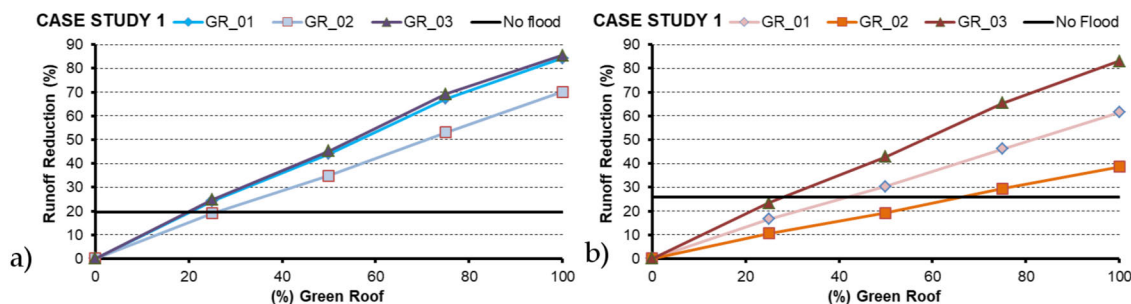 CASE STUDY 1 GR_01 GR_02 GR_03 No flood
90
80
70
60
50
40
30
20
10
0
Runoff Reduction (%)
0 20 40 60 80 100
(%) Green Roof
a)
CASE STUDY 1 GR_01 GR_02 GR_03 No Flood
90
80
70
60
50
40
30
20
10
0
Runoff Reduction (%)
0 20 40 60 80 100
(%) Green Roof
b)